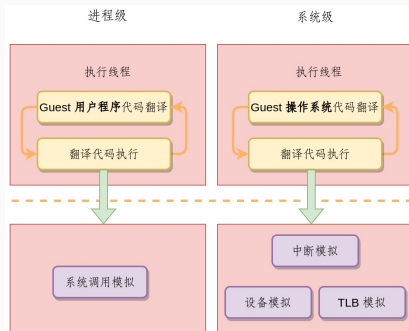 进程级
系统级
执行线程
Guest 用户程序代码翻译
翻译代码执行
执行线程
Guest 操作系统代码翻译
翻译代码执行
系统调用模拟
中断模拟
设备模拟
TLB 模拟